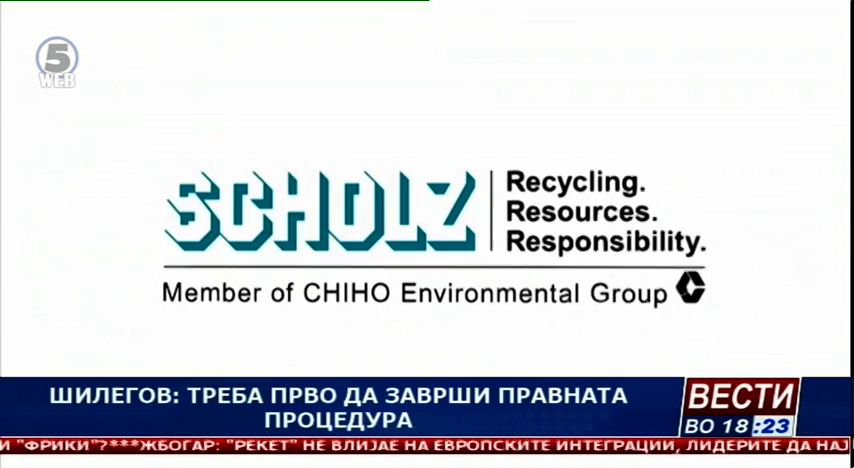 5
WEB
SCHOLZ
Recycling.
Resources.
Responsibility.
Member of CHIHO Environmental Group
ШИЛЕГОВ: ТРЕБА ПРВО ДА ЗАВРШИ ПРАВНАТА
ПРОЦЕДУРА
ВЕСТИ
ВО 18:23
И "ФРИКИ"?***ЖБОГАР: "РЕКЕТ" НЕ ВЛИЈАЕ НА ЕВРОПСКИТЕ ИНТЕГРАЦИИ, ЛИДЕРИТЕ ДА НАЈ